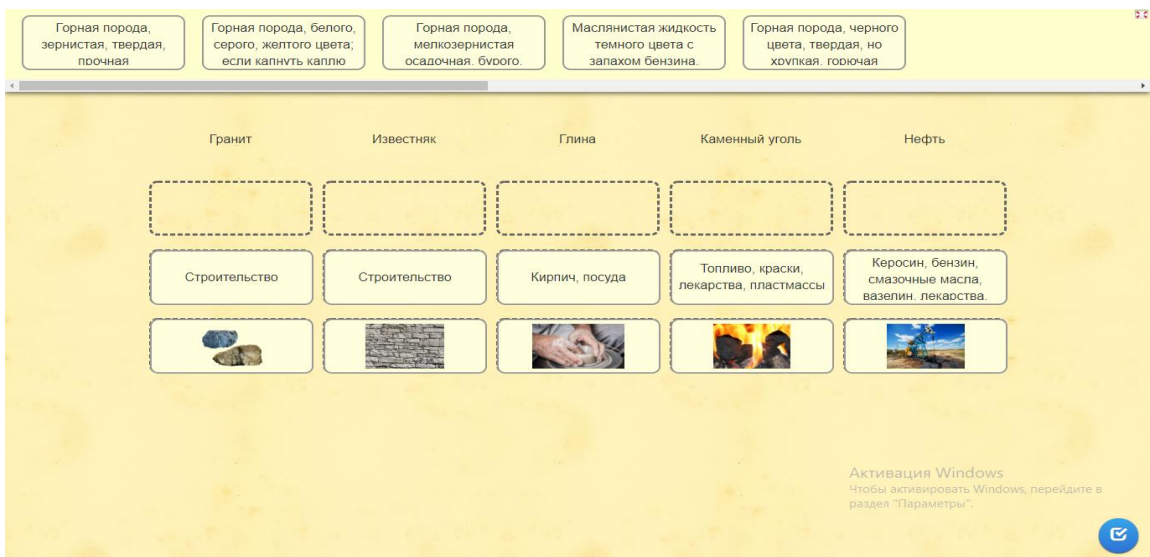 Горная порода,
зернистая, твердая,
прочная
Горная порода, белого,
серого, желтого цвета;
если капнуть каплю
Горная порода,
мелкозернистая
осадочная, бурого,
Маслянистая жидкость
темного цвета с
запахом бензина.
Горная порода, черного
цвета, твердая, но
хрупкая, горючая
Гранит
Известняк
Глина
Каменный уголь
Нефть
Строительство
Строительство
Кирпич, посуда
Топливо, краски,
лекарства, пластмассы
Керосин, бензин,
смазочные масла,
вазелин, лекарства.
Активация Windows
Чтобы активировать Windows, перейдите в
раздел "Параметры".